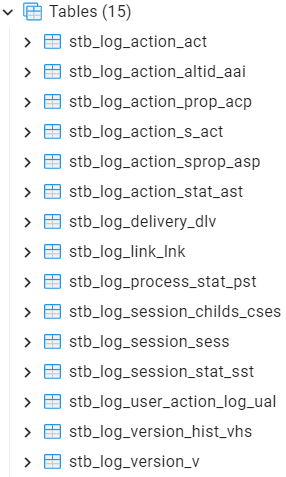 Tables (15)
stb_log_action_act
stb_log_action_altid_aai
stb_log_action_prop_acp
stb_log_action_s_act
stb_log_action_sprop_asp
stb_log_action_stat_ast
stb_log_delivery_dlv
stb_log_link_lnk
stb_log_process_stat_pst
stb_log_session_childs_cses
stb_log_session_sess
stb_log_session_stat_sst
stb_log_user_action_log_ual
stb_log_version_hist_vhs
stb_log_version_v